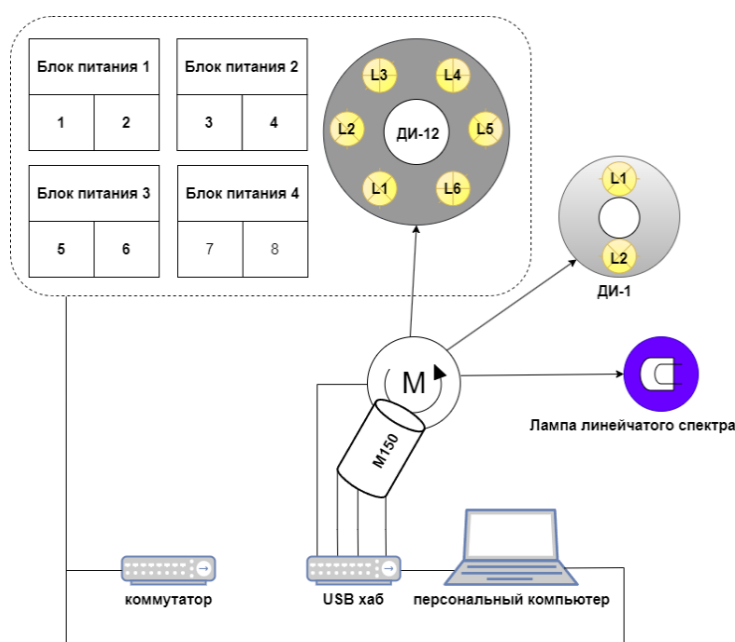 Блок питания 1
1 2
Блок питания 2
3 4
Блок питания 3
5 6
Блок питания 4
7 8
L3 L4
L2 ДИ-12 L5
L1 L6
L1
L2
ДИ-1
М
М150
Лампа линейчатого спектра
коммутатор
USB хаб
персональный компьютер